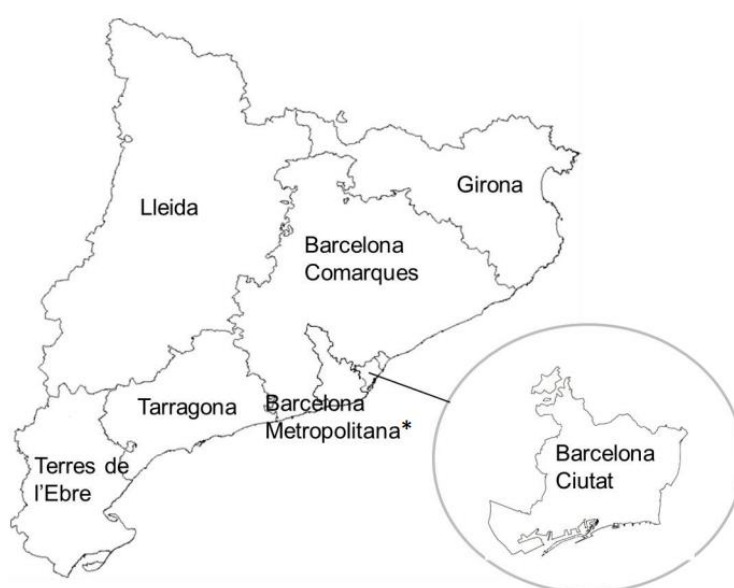 Girona
Lleida
Barcelona
Comarques
Tarragona
Barcelona
Metropolitana*
Terres de
l'Ebre
Barcelona
Ciutat